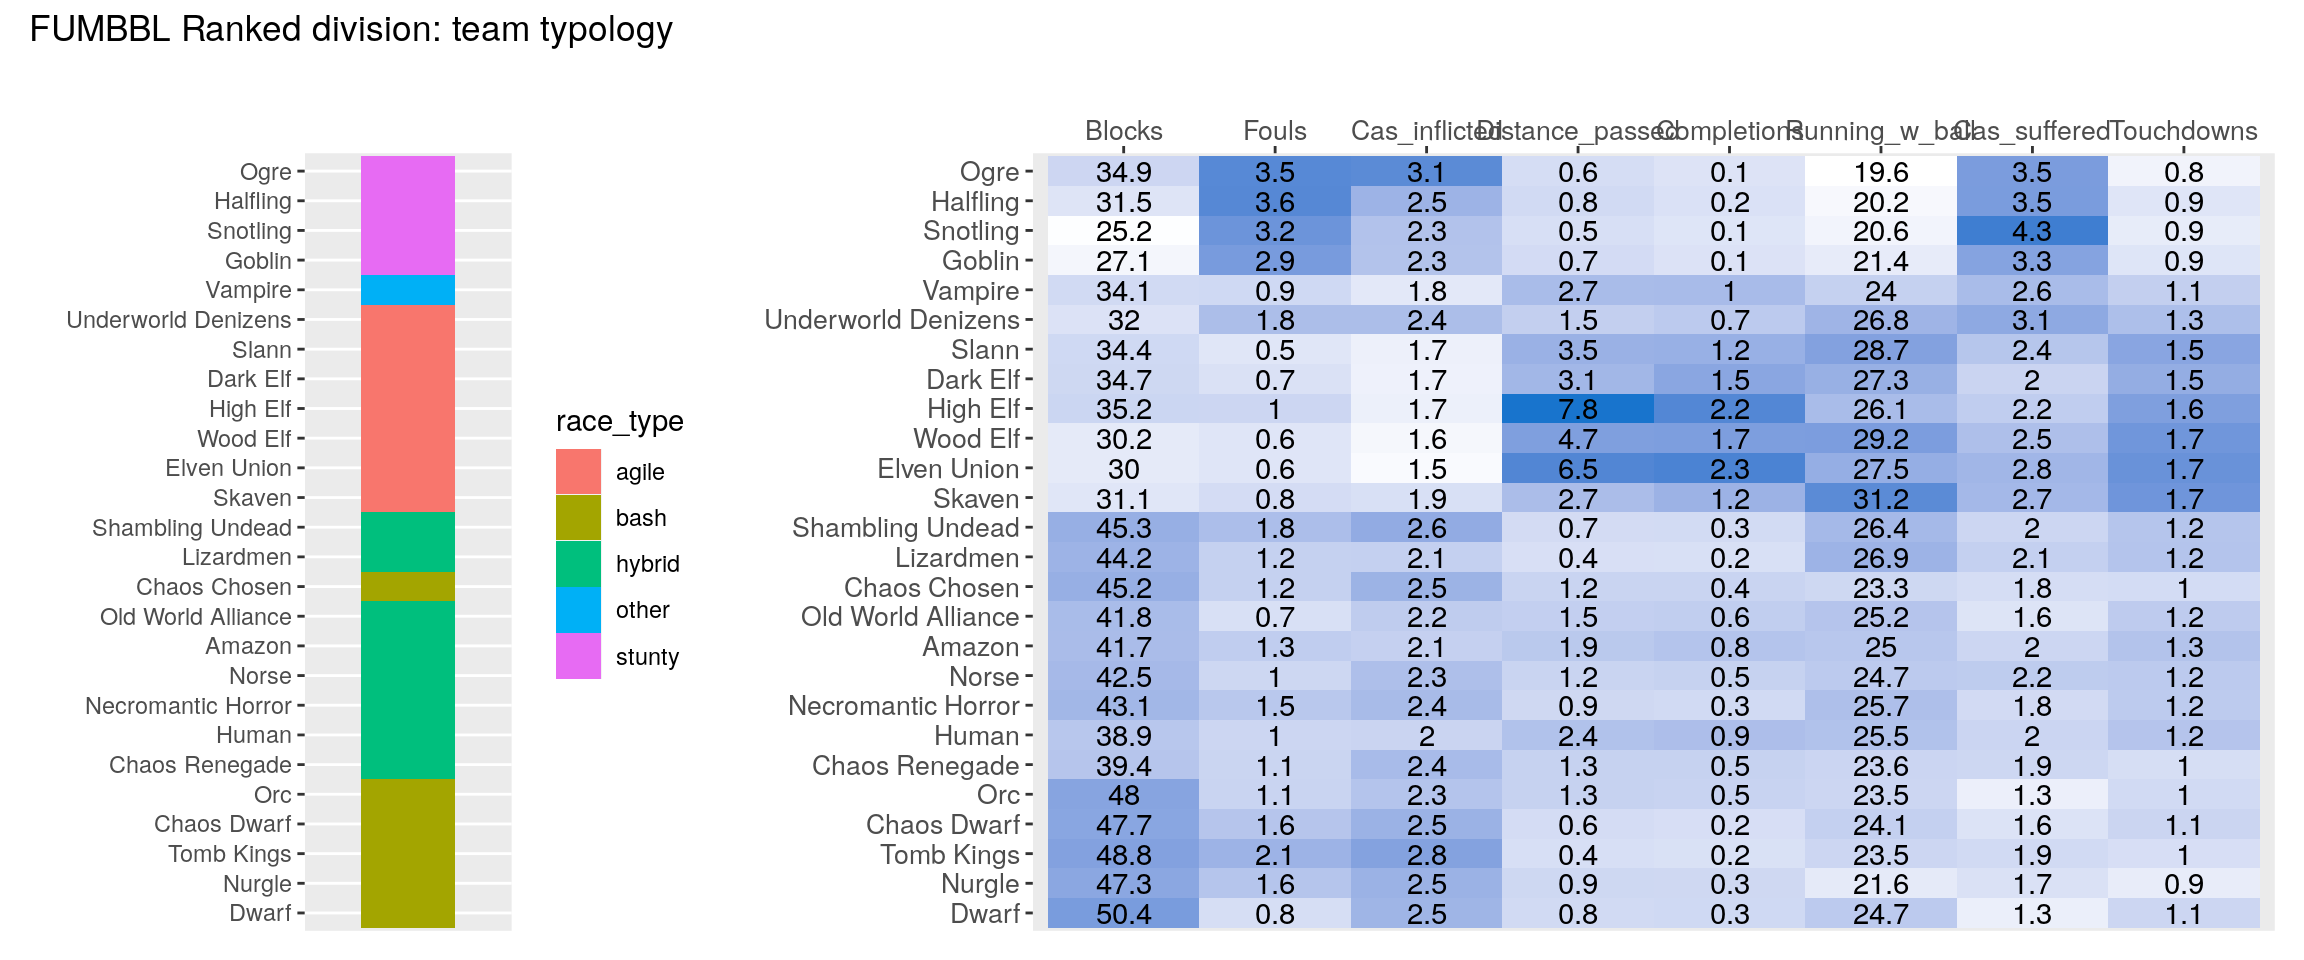 FUMBBL Ranked division: team typology
Ogre
Halfling
Snotling
Goblin
Vampire
Underworld Denizens
Slann
Dark Elf
High Elf
Wood Elf
Elven Union
Skaven
Shambling Undead
Lizardmen
Chaos Chosen
Old World Alliance
Amazon
Norse
Necromantic Horror
Human
Chaos Renegade
Orc
Chaos Dwarf
Tomb Kings
Nurgle
Dwarf
race_type
agile
bash
hybrid
other
stunty
Blocks Fouls Cas_inflicted Distance_passed Completions Running_w_ball Cas_suffered Touchdowns
Ogre 34.9 3.5 3.1 0.6 0.1 19.6 3.5 0.8
Halfling 31.5 3.6 2.5 0.8 0.2 20.2 3.5 0.9
Snotling 25.2 3.2 2.3 0.5 0.1 20.6 4.3 0.9
Goblin 27.1 2.9 2.3 0.7 0.1 21.4 3.3 0.9
Vampire 34.1 0.9 1.8 2.7 1 24 2.6 1.1
Underworld Denizens 32 1.8 2.4 1.5 0.7 26.8 3.1 1.3
Slann 34.4 0.5 1.7 3.5 1.2 28.7 2.4 1.5
Dark Elf 34.7 0.7 1.7 3.1 1.5 27.3 2 1.5
High Elf 35.2 1 1.7 7.8 2.2 26.1 2.2 1.6
Wood Elf 30.2 0.6 1.6 4.7 1.7 29.2 2.5 1.7
Elven Union 30 0.6 1.5 6.5 2.3 27.5 2.8 1.7
Skaven 31.1 0.8 1.9 2.7 1.2 31.2 2.7 1.7
Shambling Undead 45.3 1.8 2.6 0.7 0.3 26.4 2 1.2
Lizardmen 44.2 1.2 2.1 0.4 0.2 26.9 2.1 1.2
Chaos Chosen 45.2 1.2 2.5 1.2 0.4 23.3 1.8 1
Old World Alliance 41.8 0.7 2.2 1.5 0.6 25.2 1.6 1.2
Amazon 41.7 1.3 2.1 1.9 0.8 25 2 1.3
Norse 42.5 1 2.3 1.2 0.5 24.7 2.2 1.2
Necromantic Horror 43.1 1.5 2.4 0.9 0.3 25.7 1.8 1.2
Human 38.9 1 2 2.4 0.9 25.5 2 1.2
Chaos Renegade 39.4 1.1 2.4 1.3 0.5 23.6 1.9 1
Orc 48 1.1 2.3 1.3 0.5 23.5 1.3 1
Chaos Dwarf 47.7 1.6 2.5 0.6 0.2 24.1 1.6 1.1
Tomb Kings 48.8 2.1 2.8 0.4 0.2 23.5 1.9 1
Nurgle 47.3 1.6 2.5 0.9 0.3 21.6 1.7 0.9
Dwarf 50.4 0.8 2.5 0.8 0.3 24.7 1.3 1.1